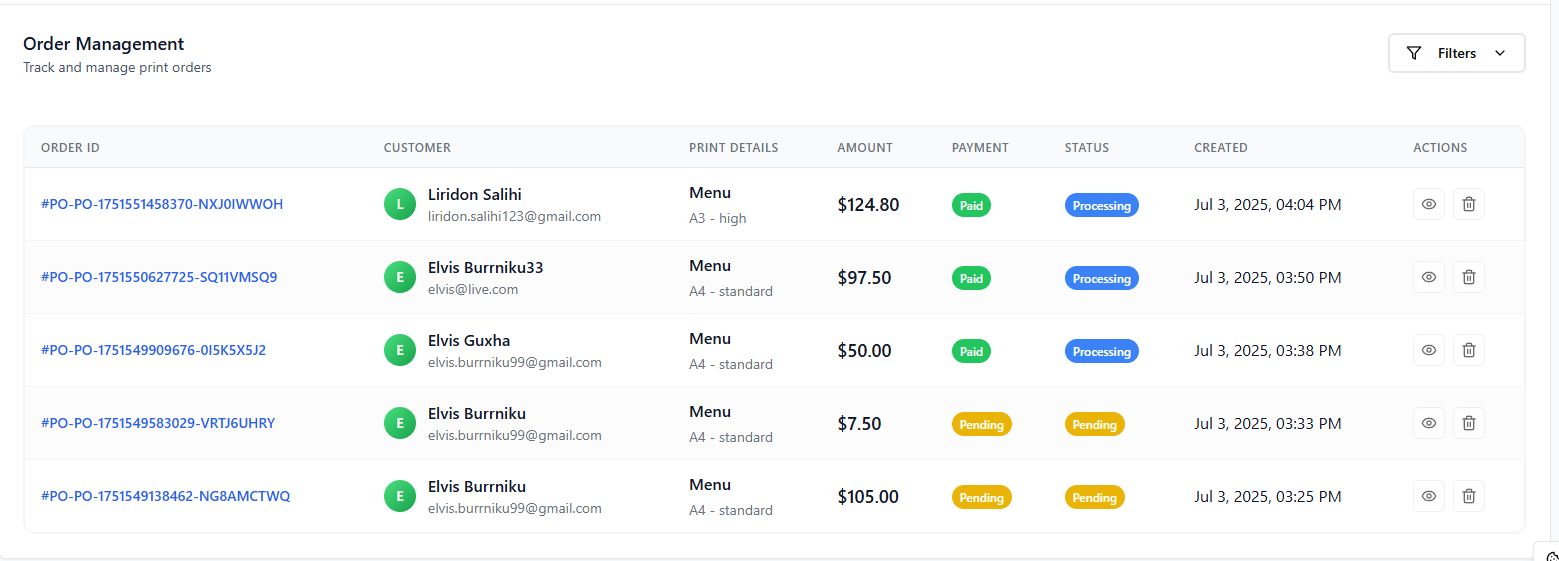 Order Management
Track and manage print orders
Filters
ORDER ID CUSTOMER PRINT DETAILS AMOUNT PAYMENT STATUS CREATED ACTIONS
#PO-PO-1751551458370-NXJ0IWWOH L Liridon Salihi liridon.salihi123@gmail.com Menu A3 - high $124.80 Paid Processing Jul 3, 2025, 04:04 PM
#PO-PO-1751550627725-SQ11VMSQ9 E Elvis Burrniku33 elvis@live.com Menu A4 - standard $97.50 Paid Processing Jul 3, 2025, 03:50 PM
#PO-PO-1751549909676-0I5K5X5J2 E Elvis Guxha elvis.burrniku99@gmail.com Menu A4 - standard $50.00 Paid Processing Jul 3, 2025, 03:38 PM
#PO-PO-1751549583029-VRTJ6UHRY E Elvis Burrniku elvis.burrniku99@gmail.com Menu A4 - standard $7.50 Pending Pending Jul 3, 2025, 03:33 PM
#PO-PO-1751549138462-NG8AMCTWQ E Elvis Burrniku elvis.burrniku99@gmail.com Menu A4 - standard $105.00 Pending Pending Jul 3, 2025, 03:25 PM